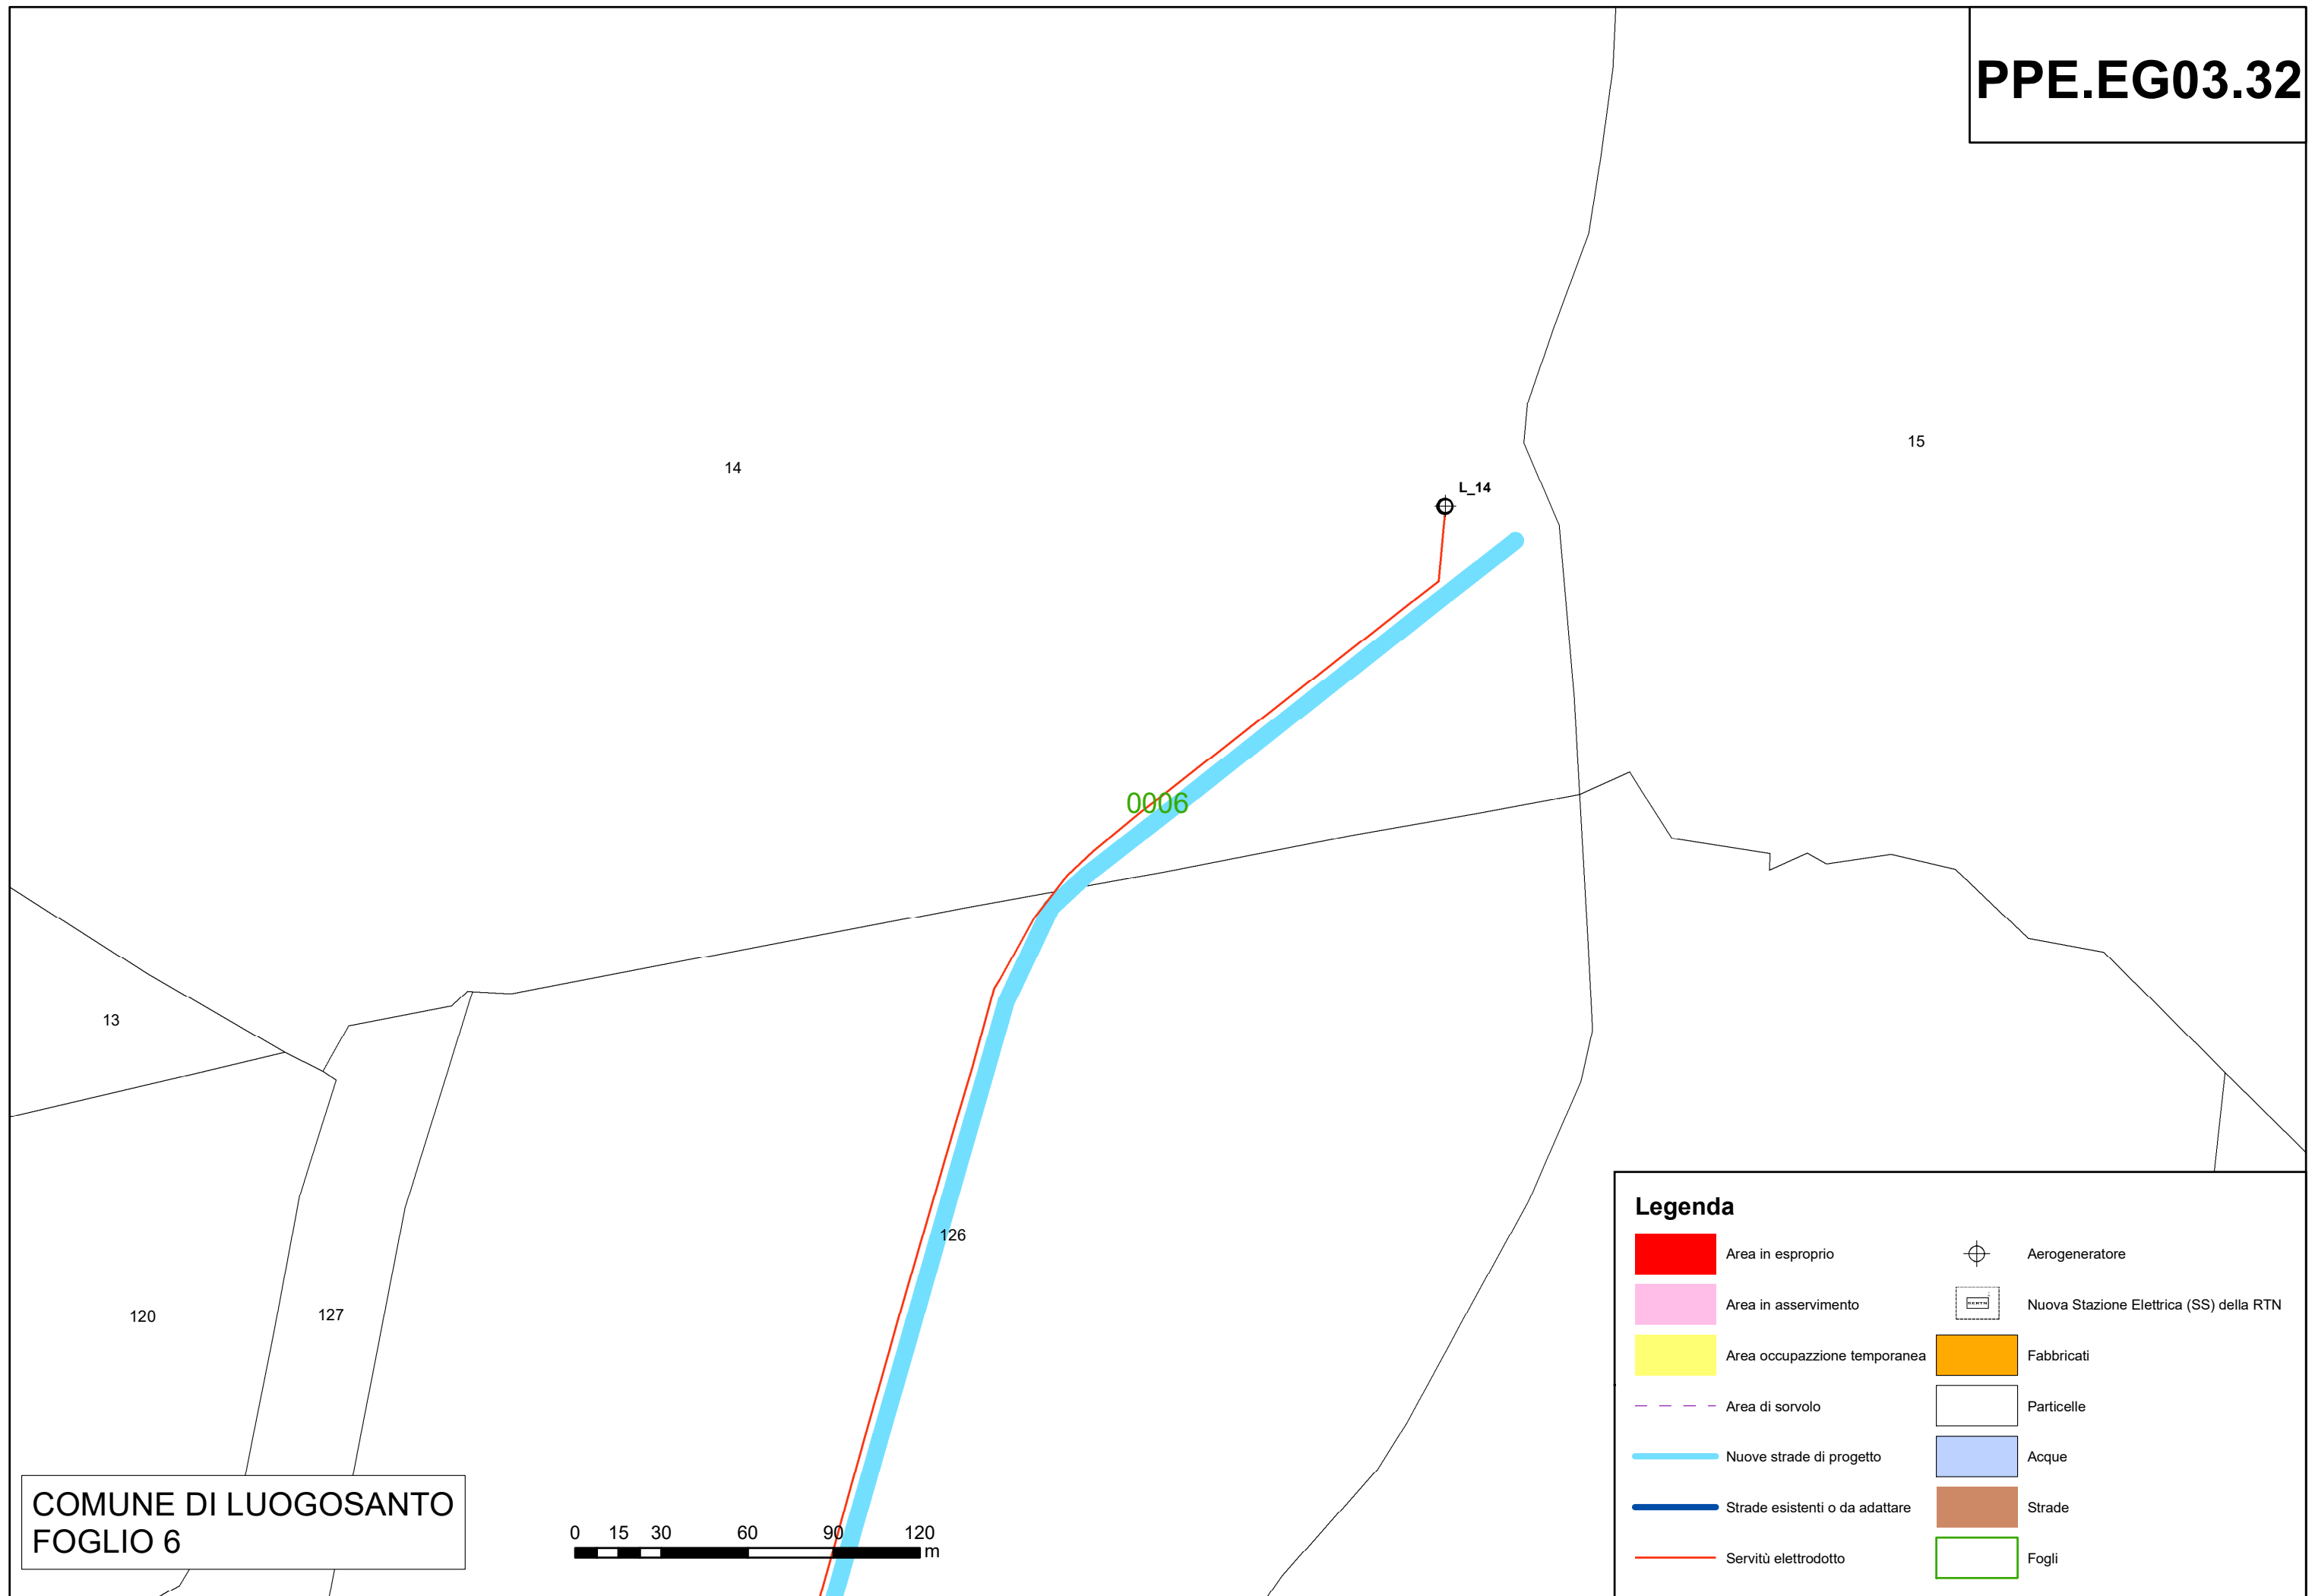 PPE.EG03.32
14
15
L_14
0006
13
126
120
127
COMUNE DI LUOGOSANTO
FOGLIO 6
0 15 30 60 90 120
m
Legenda
Area in esproprio
Area in asservimento
Area occupazzione temporanea
Area di sorvolo
Nuove strade di progetto
Strade esistenti o da adattare
Servitù elettrodotto
Aerogeneratore
Nuova Stazione Elettrica (SS) della RTN
Fabbricati
Particelle
Acque
Strade
Fogli